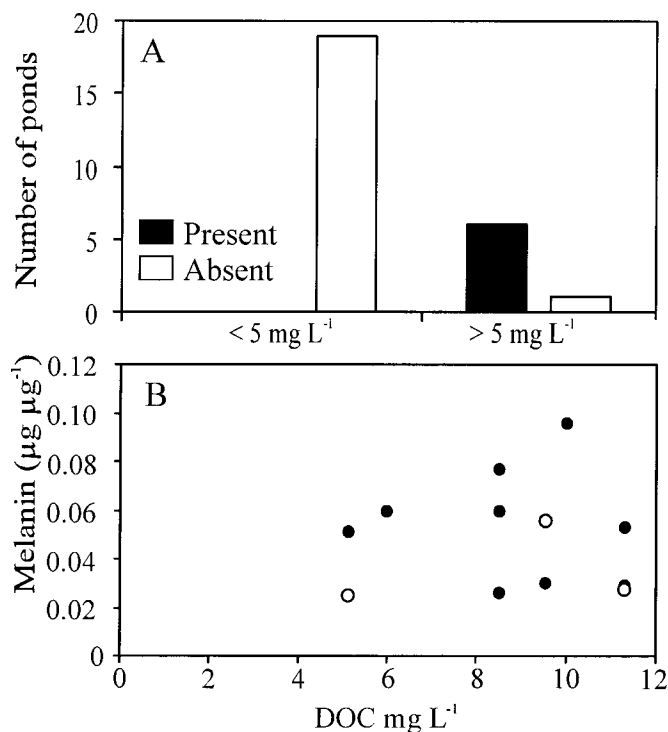 A
20
15
10
5
0
Number of ponds
Present
Absent
< 5 mg L⁻¹ > 5 mg L⁻¹
B
0.12
0.10
0.08
0.06
0.04
0.02
0
Melanin (µg µg⁻¹)
0 2 4 6 8 10 12
DOC mg L⁻¹